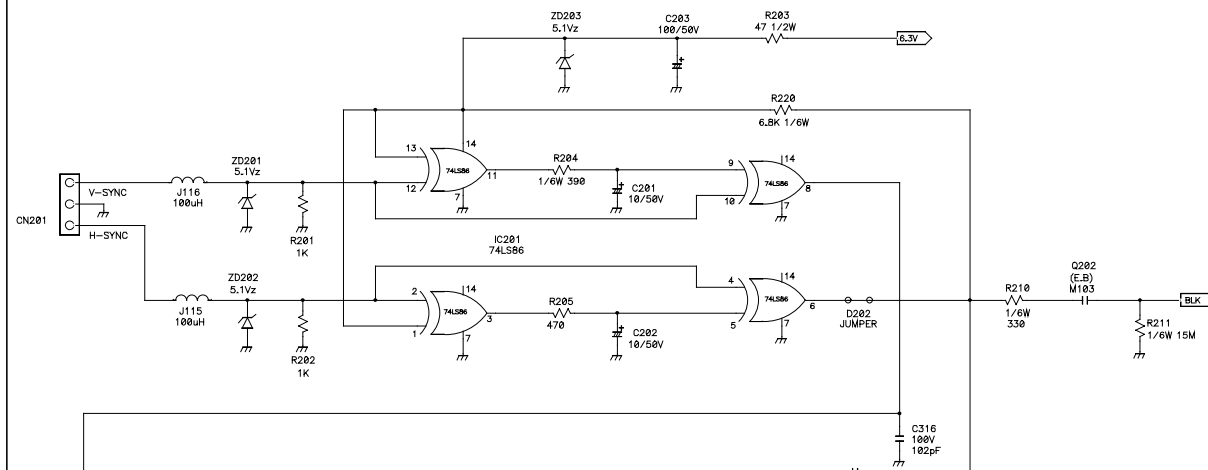 ZD203
5.1Vz
C203
100/50V
R203
47 1/2W
6.3V
R220
6.8K 1/6W
13
14
12
74LS86
11
7
R204
1/6W 390
+
C201
10/50V
9
14
10
74LS86
8
7
CN201
V-SYNC
H-SYNC
J116
100uH
ZD201
5.1Vz
R201
1K
IC201
74LS86
J115
100uH
ZD202
5.1Vz
R202
1K
2
14
1
74LS86
3
7
R205
470
+
C202
10/50V
4
14
5
74LS86
6
7
D202
JUMPER
R210
1/6W
330
Q202
(E.B)
M103
BLK
R211
1/6W 15M
+
C316
100V
102pF